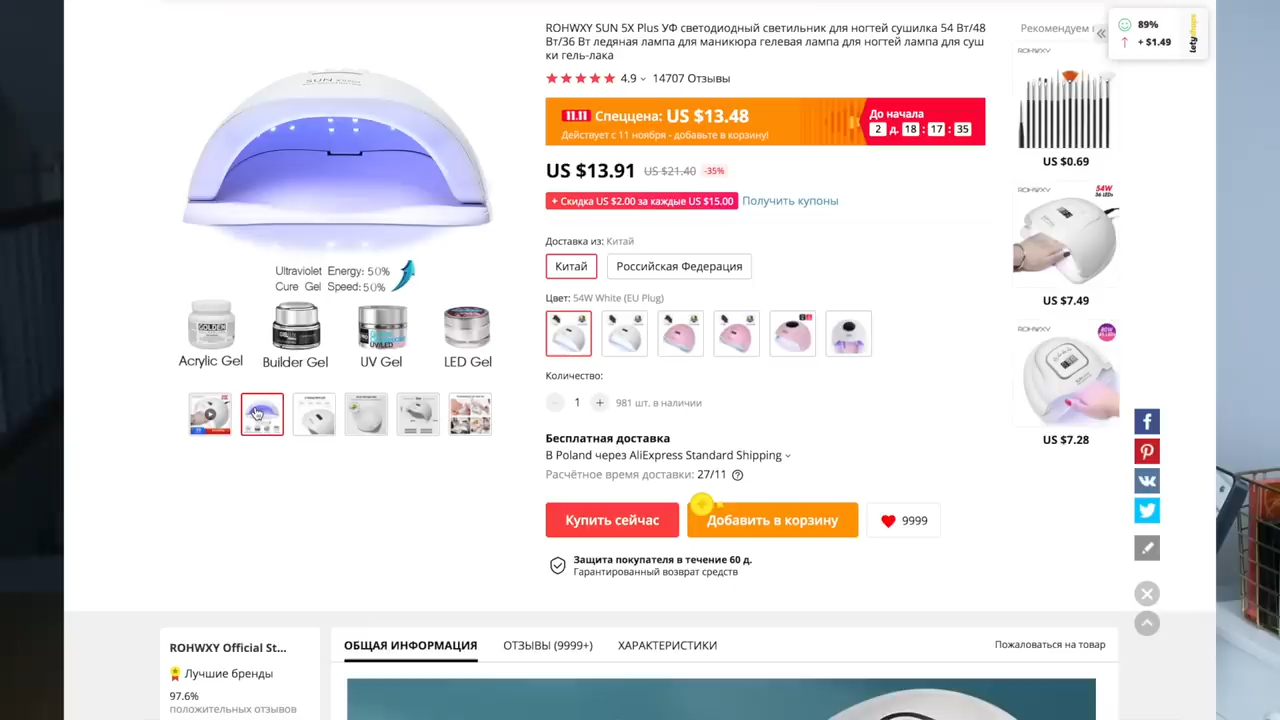 ROHWXY SUN 5X Plus УФ светодиодный светильник для ногтей сушилка 54 Вт/48
Вт/36 Вт ледяная лампа для маникюра гелевая лампа для ногтей лампа для суш
ки гель-лака
4.9
14707 Отзывы
11.11 Спеццена: US $13.48
Действует с 11 ноября - добавьте в корзину!
До начала
2 д. 18 : 17 : 35
US $13.91 US $21.40 -35%
+ Скидка US $2.00 за каждые US $15.00 Получить купоны
Доставка из: Китай
Китай
Российская Федерация
Цвет: 54W White (EU Plug)
Количество:
− 1 + 981 шт. в наличии
Бесплатная доставка
В Poland через AliExpress Standard Shipping
Расчётное время доставки: 27/11
Купить сейчас
Добавить в корзину
9999
Защита покупателя в течение 60 д.
Гарантированный возврат средств
SUN
Ultraviolet Energy: 50%
Cure Gel Speed: 50%
GOLDEN
Acrylic Gel
Builder Gel
UV Gel
LED Gel
Рекомендуем
89%
+ $1.49
letyshops
ROHWXY
US $0.69
ROHWXY
54W
36 LEDs
US $7.49
ROHWXY
US $7.28
ROHWXY Official St...
Лучшие бренды
97.6%
положительных отзывов
ОБЩАЯ ИНФОРМАЦИЯ
ОТЗЫВЫ (9999+)
ХАРАКТЕРИСТИКИ
Пожаловаться на товар